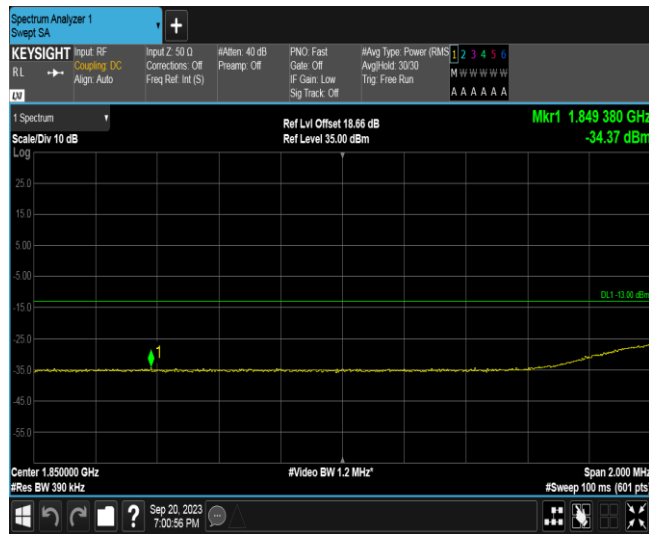 Spectrum Analyzer 1
Swept SA
+
KEYSIGHT
RL
LXI
Input: RF
Coupling: DC
Align: Auto
Input Z: 50 Ω
Corrections: Off
Freq Ref: Int (S)
#Atten: 40 dB
Preamp: Off
PNO: Fast
Gate: Off
IF Gain: Low
Sig Track: Off
#Avg Type: Power (RMS
Avg|Hold: 30/30
Trig: Free Run
1 2 3 4 5 6
M W W W W W
A A A A A A
1 Spectrum
Scale/Div 10 dB
Ref Lvl Offset 18.66 dB
Ref Level 35.00 dBm
Mkr1 1.849 380 GHz
-34.37 dBm
Log
25.0
15.0
5.00
-5.00
DL1 -13.00 dBm
-15.0
-25.0
1
-35.0
-45.0
-55.0
Center 1.850000 GHz
#Video BW 1.2 MHz*
Span 2.000 MHz
#Res BW 390 kHz
#Sweep 100 ms (601 pts
?
Sep 20, 2023
7:00:56 PM